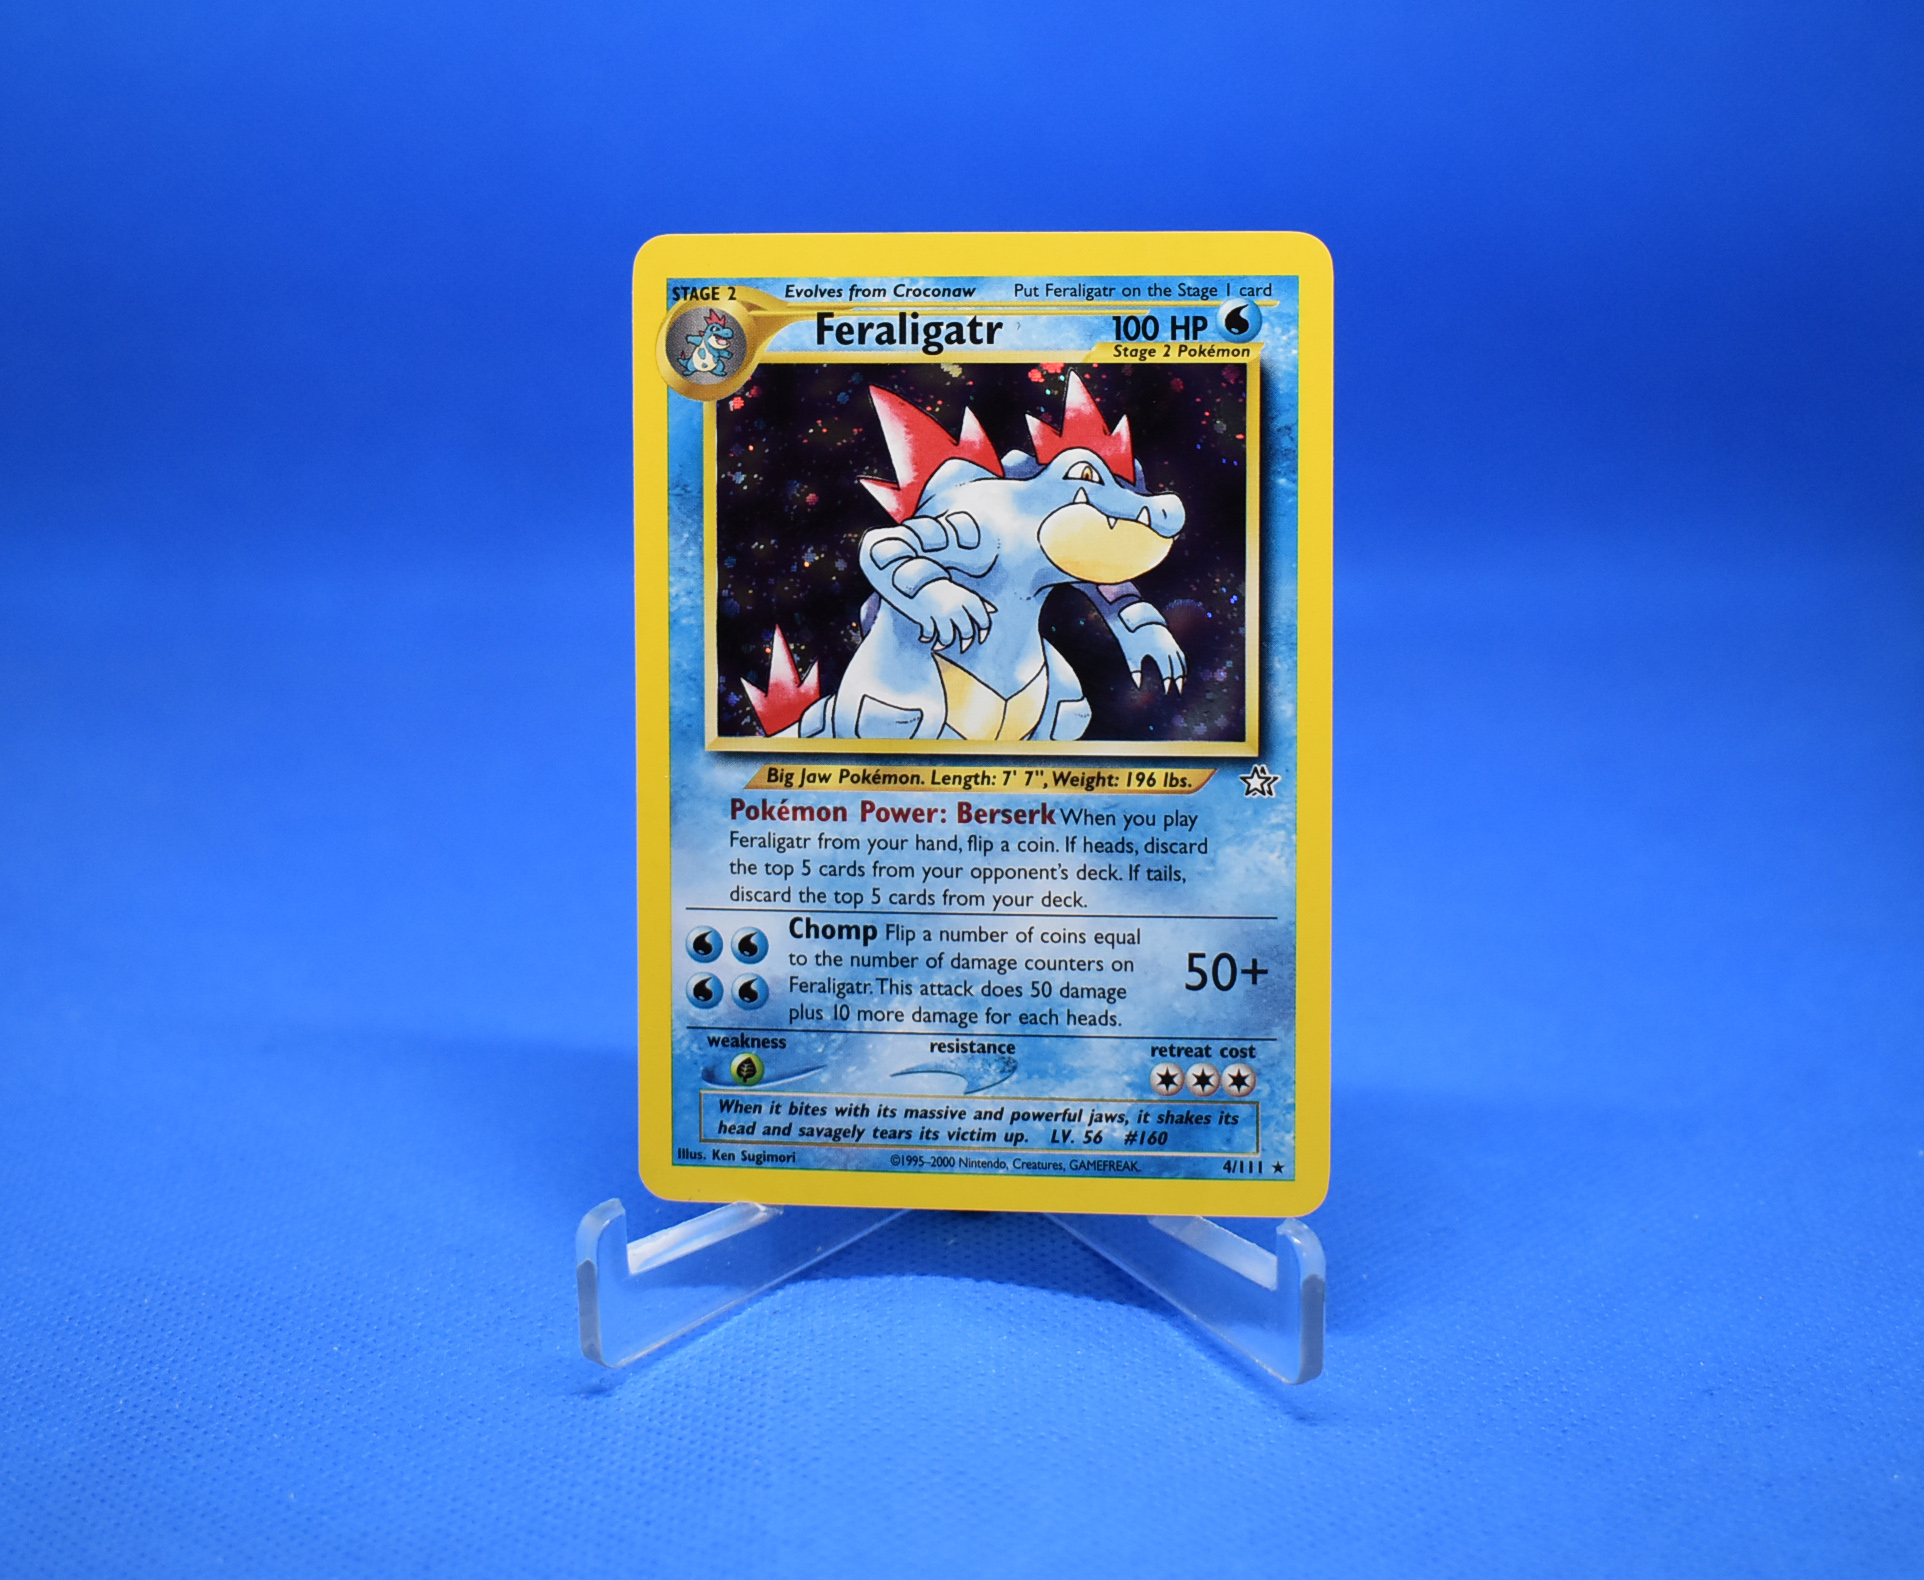 STAGE 2
Evolves from Croconaw
Put Feraligatr on the Stage 1 card
Feraligatr
100 HP
Stage 2 Pokémon
Big Jaw Pokémon. Length: 7' 7", Weight: 196 lbs.
Pokémon Power: Berserk When you play
Feraligatr from your hand, flip a coin. If heads, discard
the top 5 cards from your opponent's deck. If tails,
discard the top 5 cards from your deck.
Chomp Flip a number of coins equal
to the number of damage counters on
Feraligatr. This attack does 50 damage
plus 10 more damage for each heads.
50+
weakness
resistance
retreat cost
When it bites with its massive and powerful jaws, it shakes its
head and savagely tears its victim up. LV. 56 #160
Illus. Ken Sugimori
©1995–2000 Nintendo, Creatures, GAMEFREAK.
4/111 ★